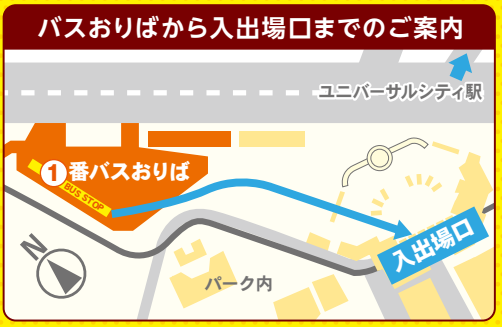 バスおりばから入出場口までのご案内
ユニバーサルシティ駅
①番バスおりば
BUS STOP
入出場口
N
パーク内